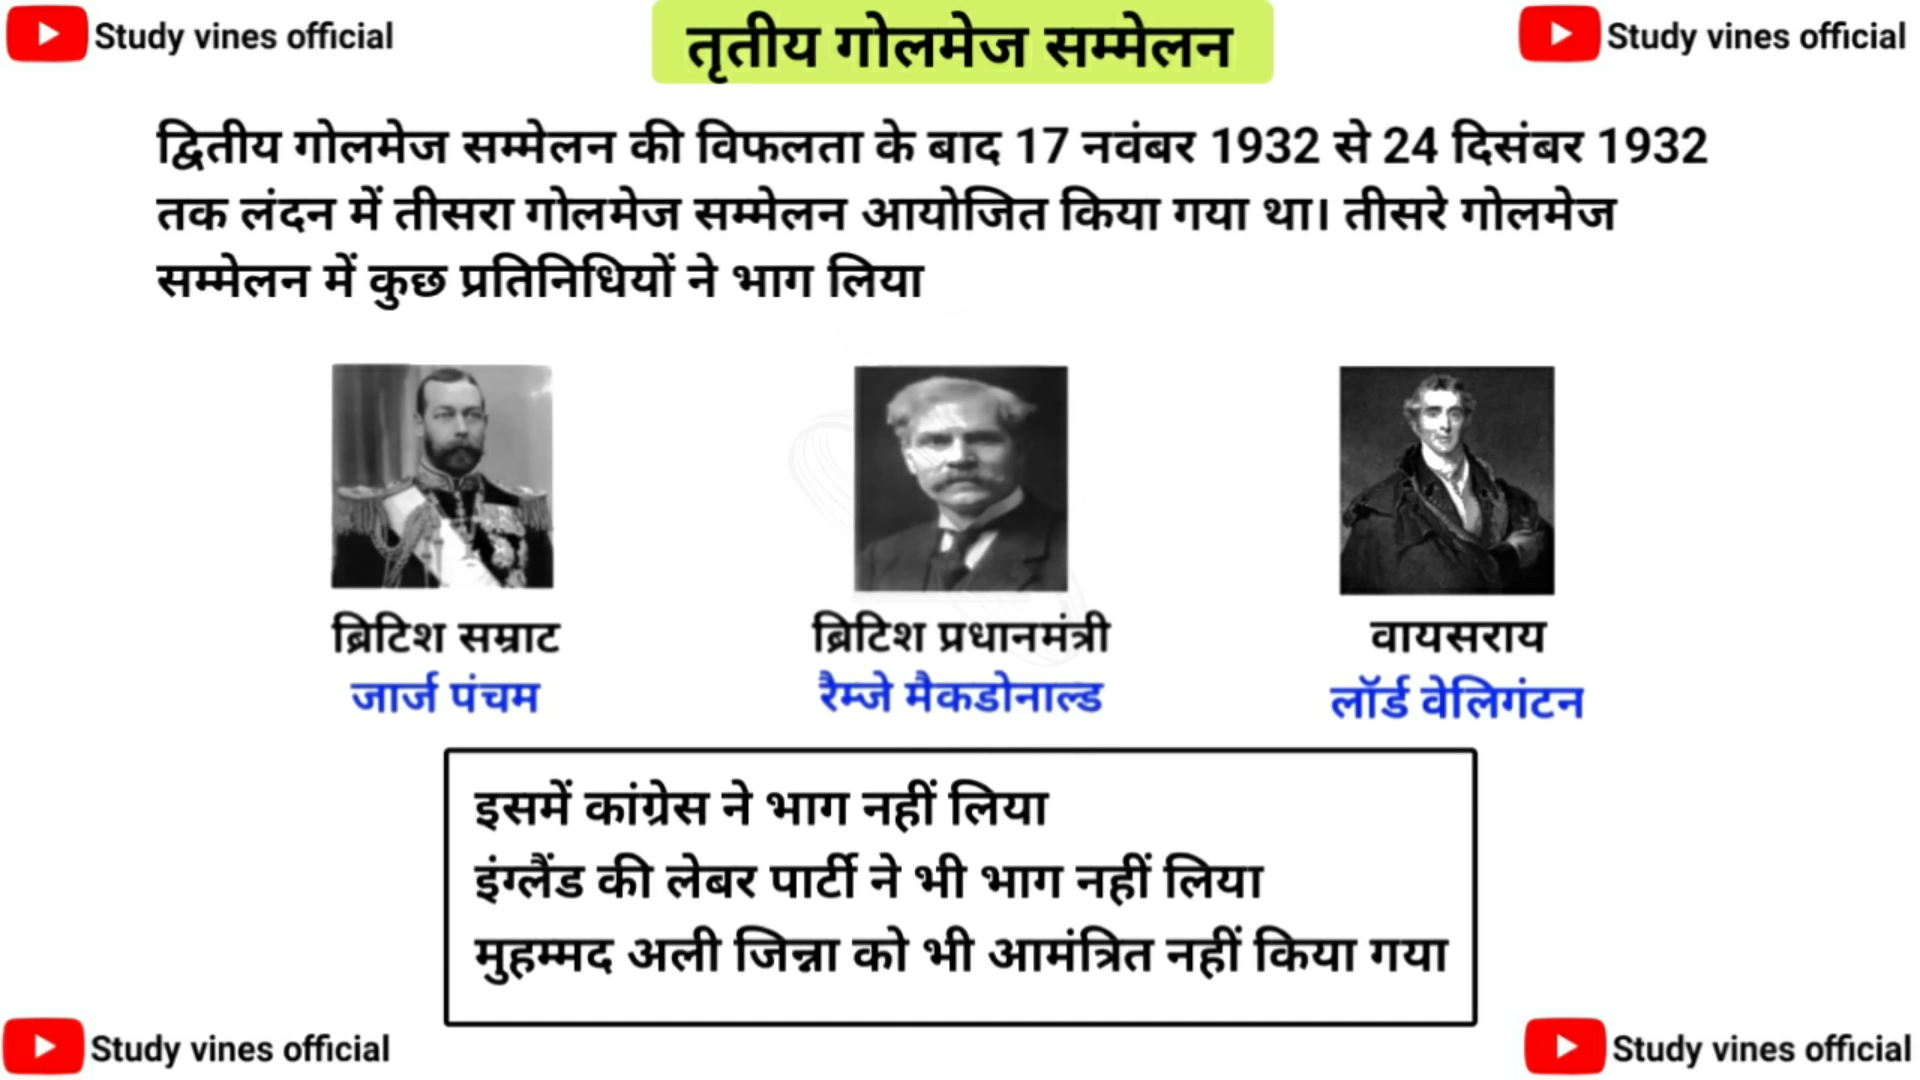 Study vines official
तृतीय गोलमेज सम्मेलन
Study vines official
द्वितीय गोलमेज सम्मेलन की विफलता के बाद 17 नवंबर 1932 से 24 दिसंबर 1932
तक लंदन में तीसरा गोलमेज सम्मेलन आयोजित किया गया था। तीसरे गोलमेज
सम्मेलन में कुछ प्रतिनिधियों ने भाग लिया
ब्रिटिश सम्राट
जार्ज पंचम
ब्रिटिश प्रधानमंत्री
रैम्जे मैकडोनाल्ड
वायसराय
लॉर्ड वेलिगंटन
इसमें कांग्रेस ने भाग नहीं लिया
इंग्लैंड की लेबर पार्टी ने भी भाग नहीं लिया
मुहम्मद अली जिन्ना को भी आमंत्रित नहीं किया गया
Study vines official
Study vines official